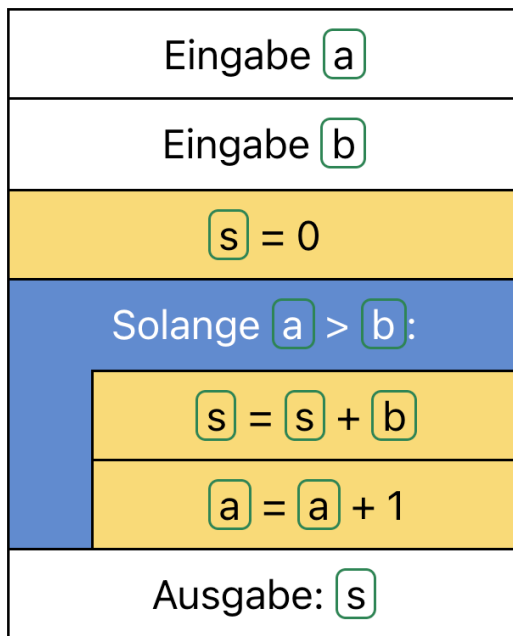 Eingabe a
Eingabe b
s = 0
Solange a > b:
s = s + b
a = a + 1
Ausgabe: s